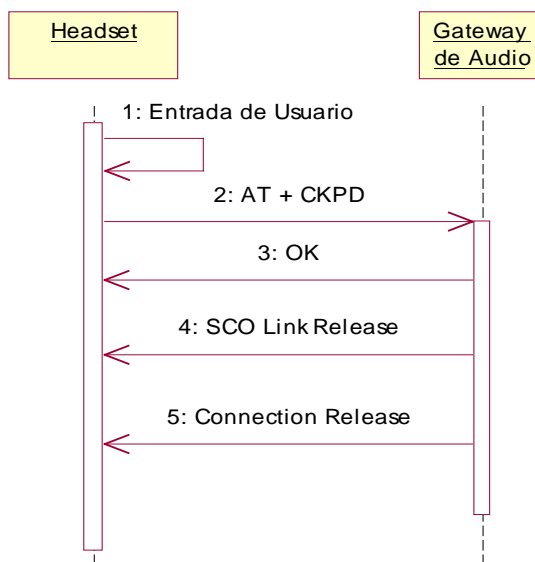 Headset
Gateway
de Audio
1: Entrada de Usuario
2: AT + CKPD
3: OK
4: SCO Link Release
5: Connection Release